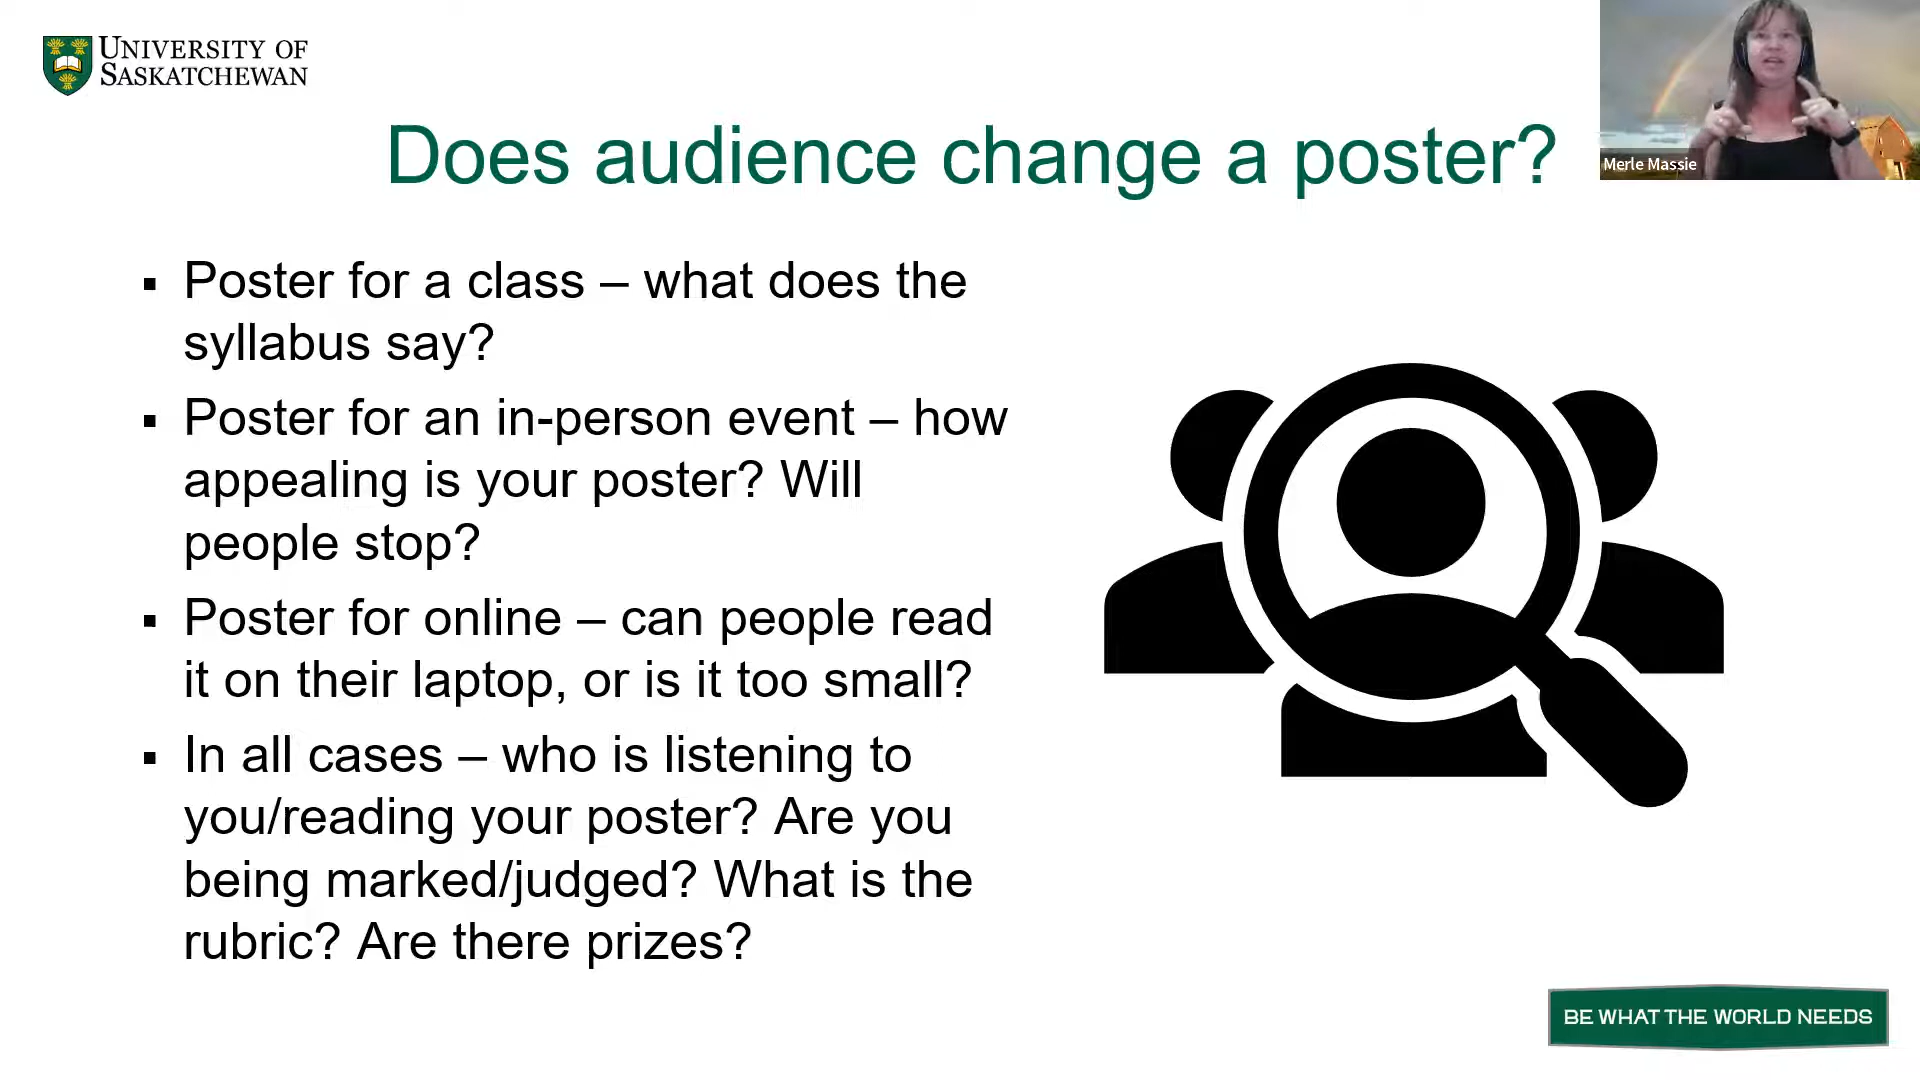 UNIVERSITY OF
SASKATCHEWAN
Merle Massie
Does audience change a poster?
▪ Poster for a class – what does the
syllabus say?
▪ Poster for an in-person event – how
appealing is your poster? Will
people stop?
▪ Poster for online – can people read
it on their laptop, or is it too small?
▪ In all cases – who is listening to
you/reading your poster? Are you
being marked/judged? What is the
rubric? Are there prizes?
BE WHAT THE WORLD NEEDS